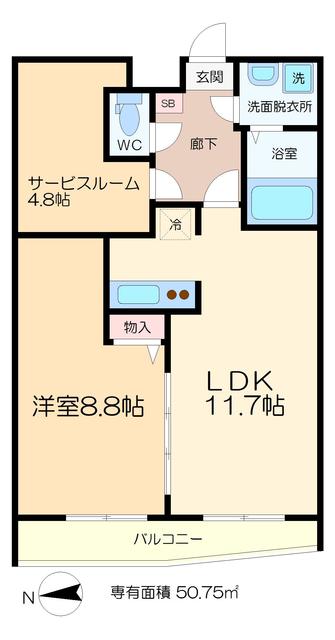 玄関
洗
洗面脱衣所
SB
WC
廊下
浴室
サービスルーム
4.8帖
冷
物入
洋室8.8帖
LDK
11.7帖
バルコニー
N
専有面積 50.75㎡